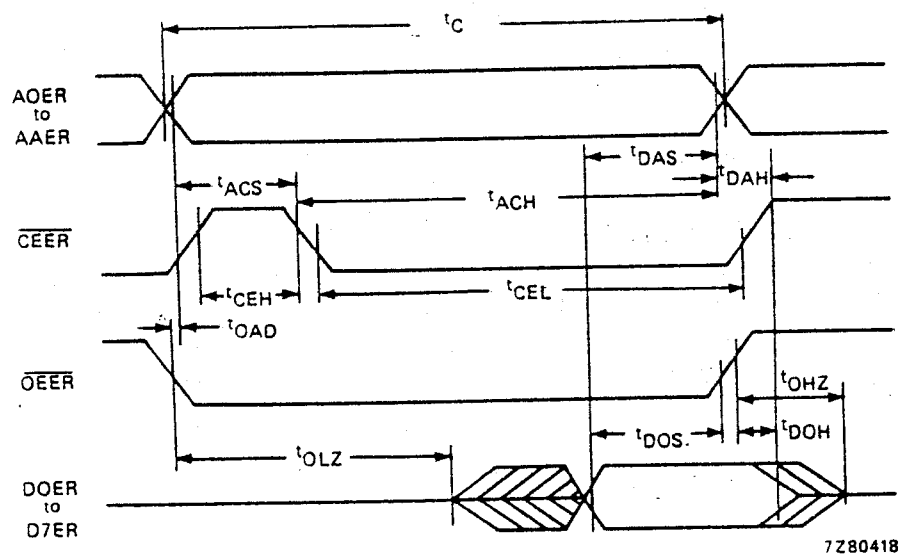 tC
AOER
to
AAER
tDAS
tDAH
tACS
tACH
CEER
tCEH
tCEL
tOAD
OEER
tOHZ
tDOS.
tDOH
tOLZ
DOER
to
D7ER
7Z80418